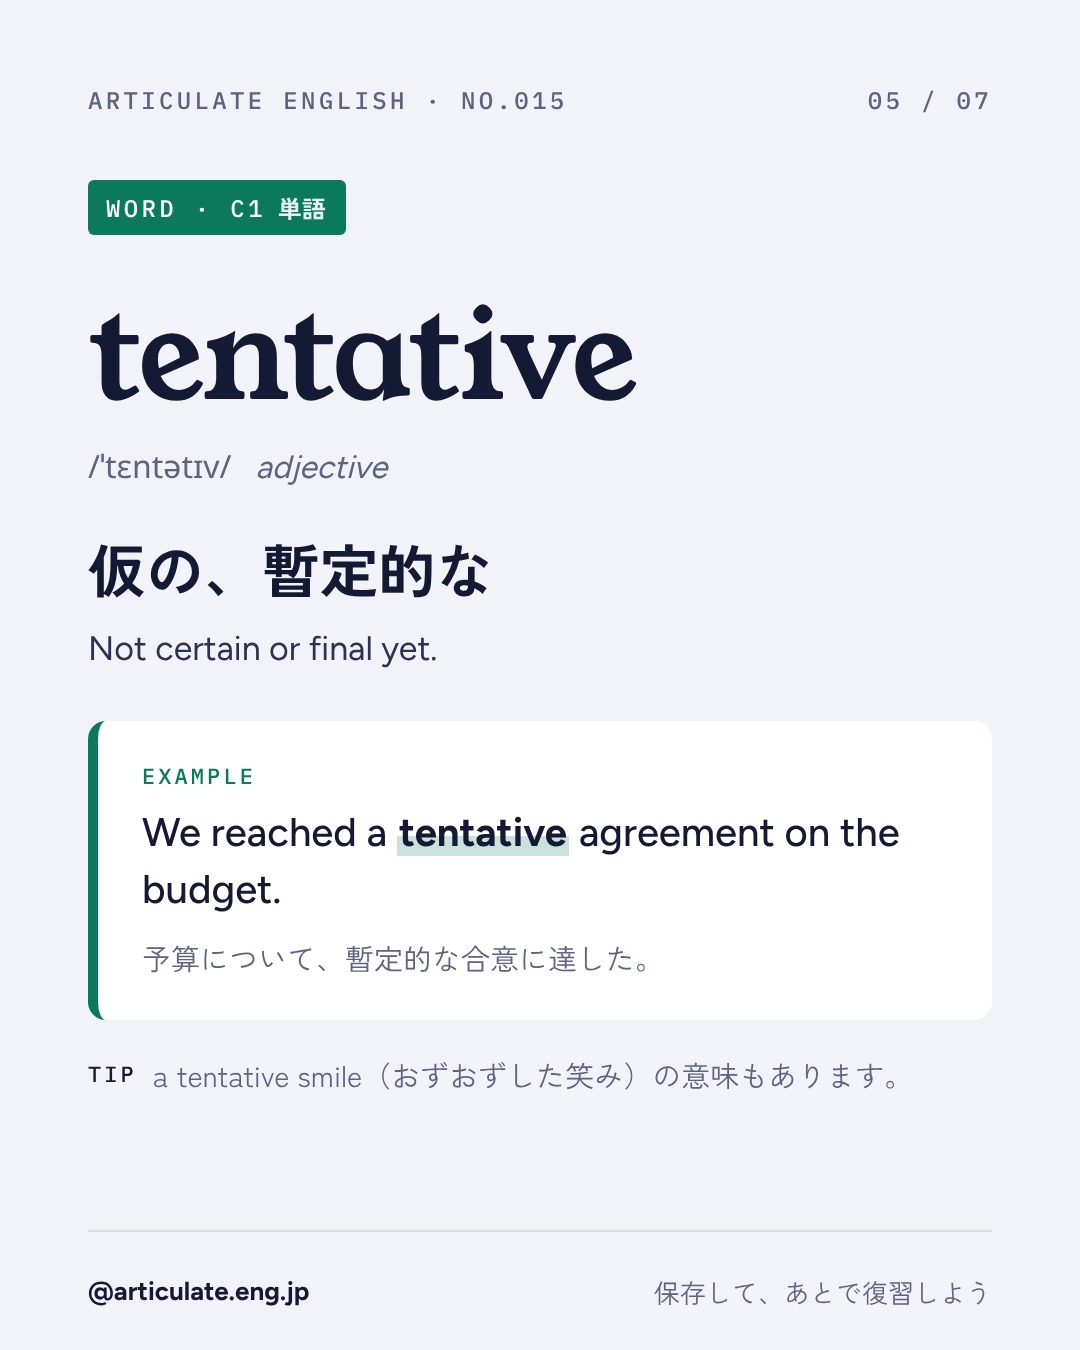 ARTICULATE ENGLISH · NO.015
05 / 07
WORD · C1 単語
tentative
/ˈtɛntətɪv/ adjective
仮の、暫定的な
Not certain or final yet.
EXAMPLE
We reached a tentative agreement on the
budget.
予算について、暫定的な合意に達した。
TIP a tentative smile（おずおずした笑み）の意味もあります。
@articulate.eng.jp
保存して、あとで復習しよう